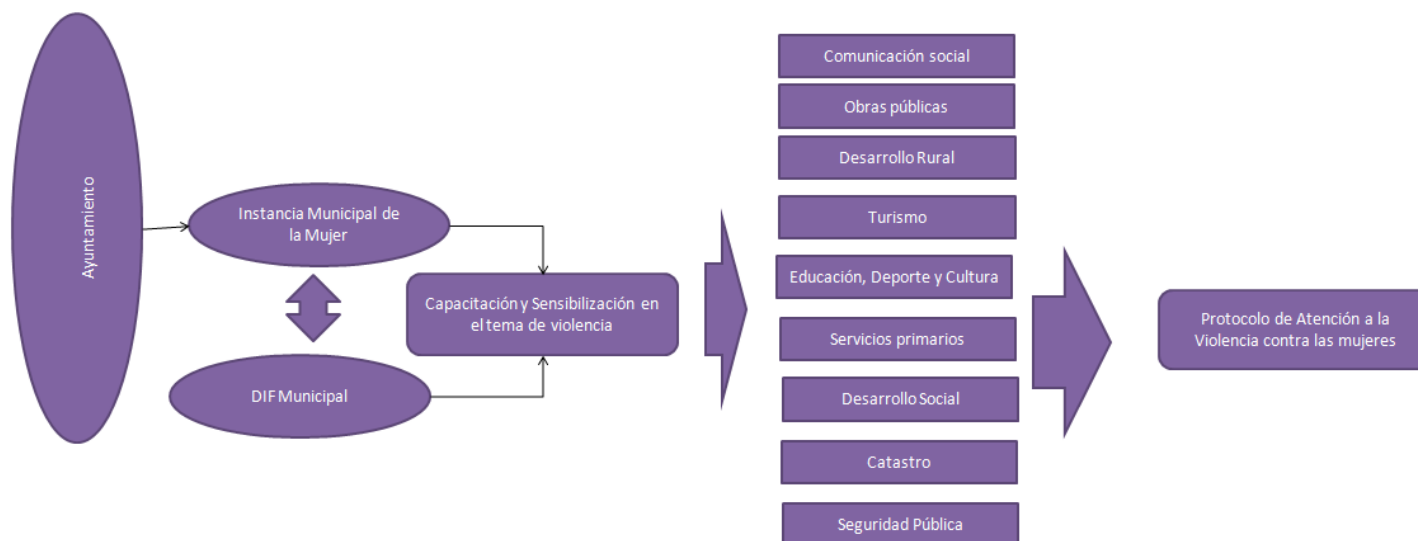 Ayuntamiento
Instancia Municipal de
la Mujer
DIF Municipal
Capacitación y Sensibilización en
el tema de violencia
Comunicación social
Obras públicas
Desarrollo Rural
Turismo
Educación, Deporte y Cultura
Servicios primarios
Desarrollo Social
Catastro
Seguridad Pública
Protocolo de Atención a la
Violencia contra las mujeres